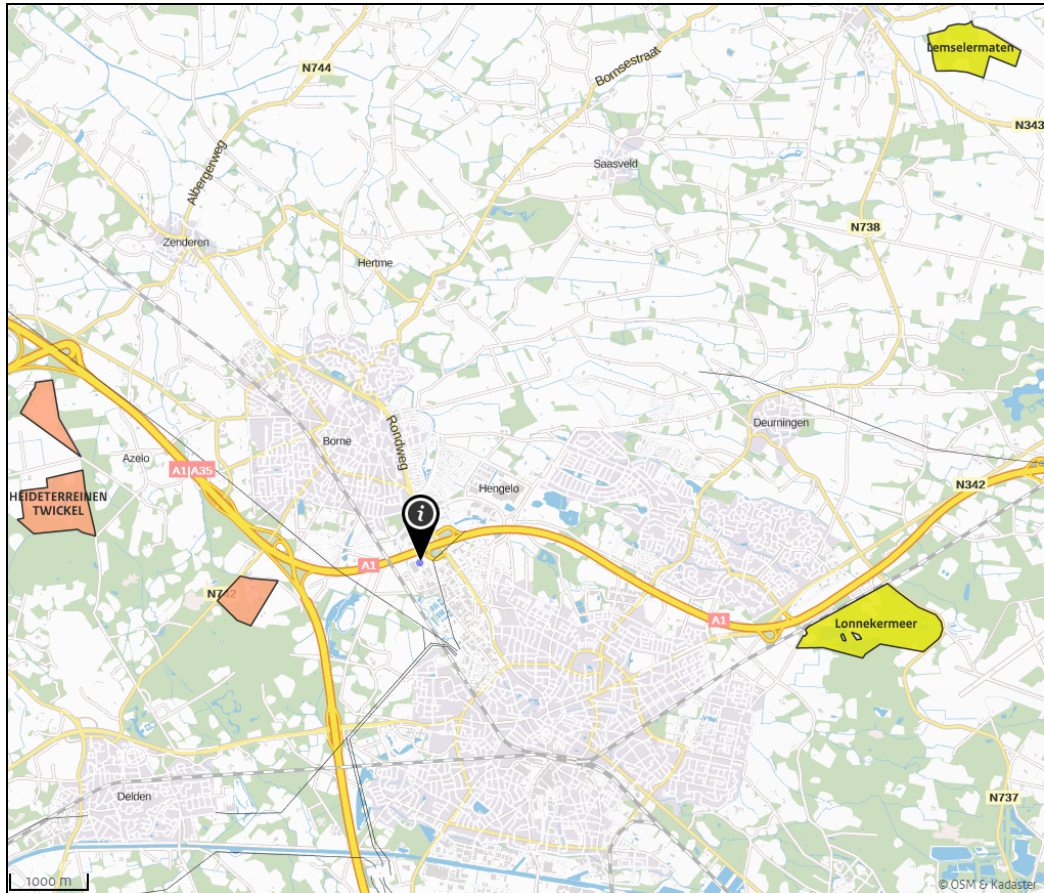 Lemselermaten
N744
Bornsestraat
N343
Saasveld
Albergerweg
N738
Zenderen
Hertme
Rondweg
Deurningen
Borne
Azelo
A1|A35
Hengelo
N342
HEIDETERREINEN
TWICKEL
i
A1
N742
A1
Lonnekermeer
Delden
N737
1000 m
© OSM & Kadaster